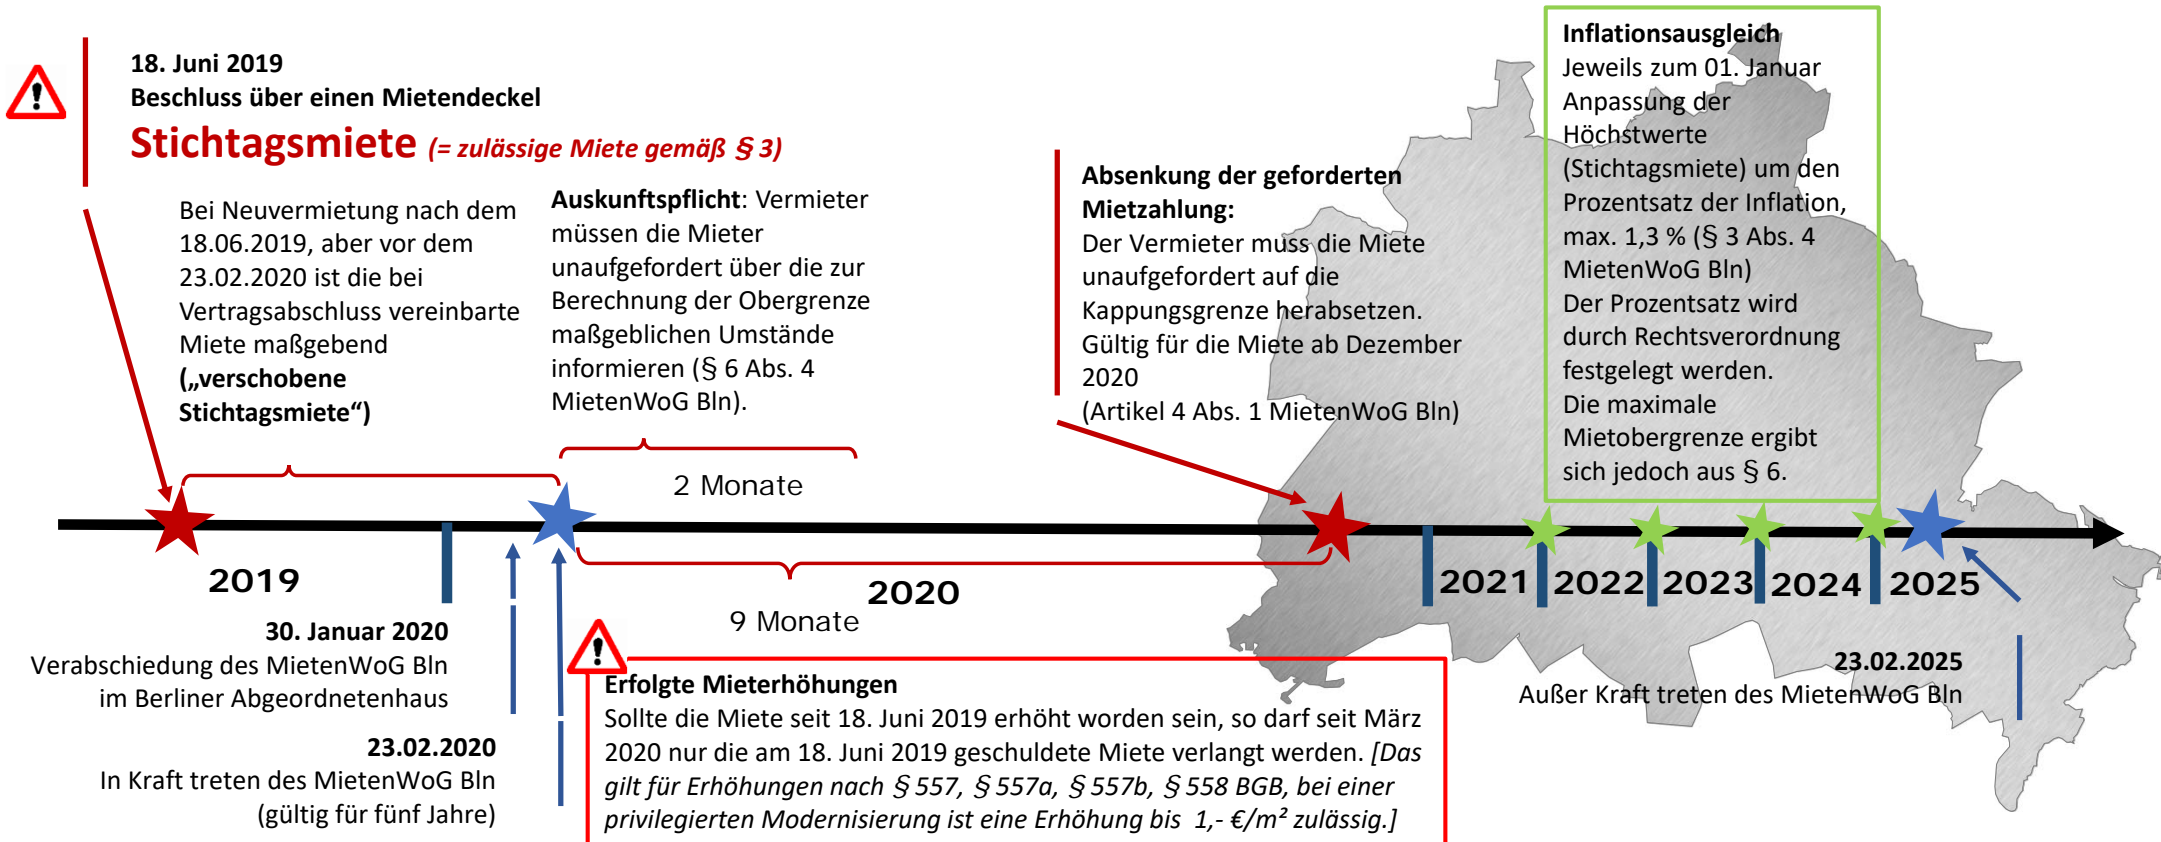 18. Juni 2019
Beschluss über einen Mietendeckel
Stichtagsmiete (= zulässige Miete gemäß § 3)
Bei Neuvermietung nach dem
18.06.2019, aber vor dem
23.02.2020 ist die bei
Vertragsabschluss vereinbarte
Miete maßgebend
(„verschobene
Stichtagsmiete“)
Auskunftspflicht: Vermieter
müssen die Mieter
unaufgefordert über die zur
Berechnung der Obergrenze
maßgeblichen Umstände
informieren (§ 6 Abs. 4
MietenWoG Bln).
2 Monate
Absenkung der geforderten
Mietzahlung:
Der Vermieter muss die Miete
unaufgefordert auf die
Kappungsgrenze herabsetzen.
Gültig für die Miete ab Dezember
2020
(Artikel 4 Abs. 1 MietenWoG Bln)
Inflationsausgleich
Jeweils zum 01. Januar
Anpassung der
Höchstwerte
(Stichtagsmiete) um den
Prozentsatz der Inflation,
max. 1,3 % (§ 3 Abs. 4
MietenWoG Bln)
Der Prozentsatz wird
durch Rechtsverordnung
festgelegt werden.
Die maximale
Mietobergrenze ergibt
sich jedoch aus § 6.
2019
2020
2021
2022
2023
2024
2025
9 Monate
30. Januar 2020
Verabschiedung des MietenWoG Bln
im Berliner Abgeordnetenhaus
23.02.2020
In Kraft treten des MietenWoG Bln
(gültig für fünf Jahre)
Erfolgte Mieterhöhungen
Sollte die Miete seit 18. Juni 2019 erhöht worden sein, so darf seit März
2020 nur die am 18. Juni 2019 geschuldete Miete verlangt werden. [Das
gilt für Erhöhungen nach § 557, § 557a, § 557b, § 558 BGB, bei einer
privilegierten Modernisierung ist eine Erhöhung bis 1,- €/m² zulässig.]
23.02.2025
Außer Kraft treten des MietenWoG Bln